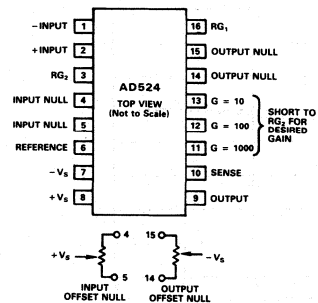 -INPUT 1
+INPUT 2
RG2 3
INPUT NULL 4
INPUT NULL 5
REFERENCE 6
-VS 7
+VS 8
AD524
TOP VIEW
(Not to Scale)
16 RG1
15 OUTPUT NULL
14 OUTPUT NULL
13 G = 10
12 G = 100
11 G = 1000
10 SENSE
9 OUTPUT
SHORT TO
RG2 FOR
DESIRED
GAIN
4
+VS
5
INPUT
OFFSET NULL
15
-VS
14
OUTPUT
OFFSET NULL